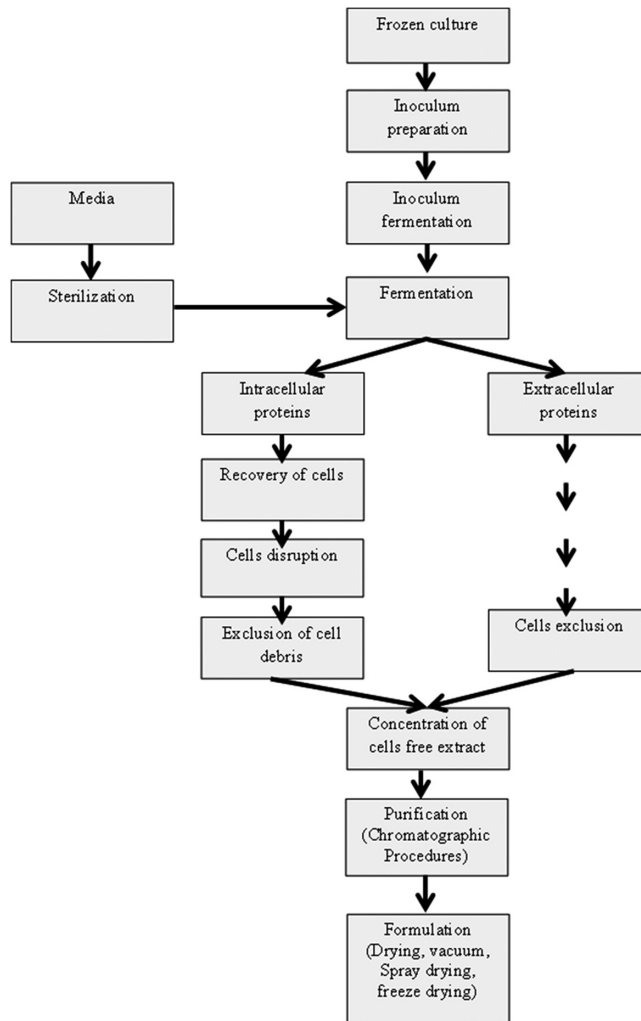 Frozen culture
Inoculum
preparation
Inoculum
fermentation
Media
Sterilization
Fermentation
Intracellular
proteins
Extracellular
proteins
Recovery of cells
Cells disruption
Exclusion of cell
debris
Cells exclusion
Concentration of
cells free extract
Purification
(Chromatographic
Procedures)
Formulation
(Drying, vacuum,
Spray drying,
freeze drying)